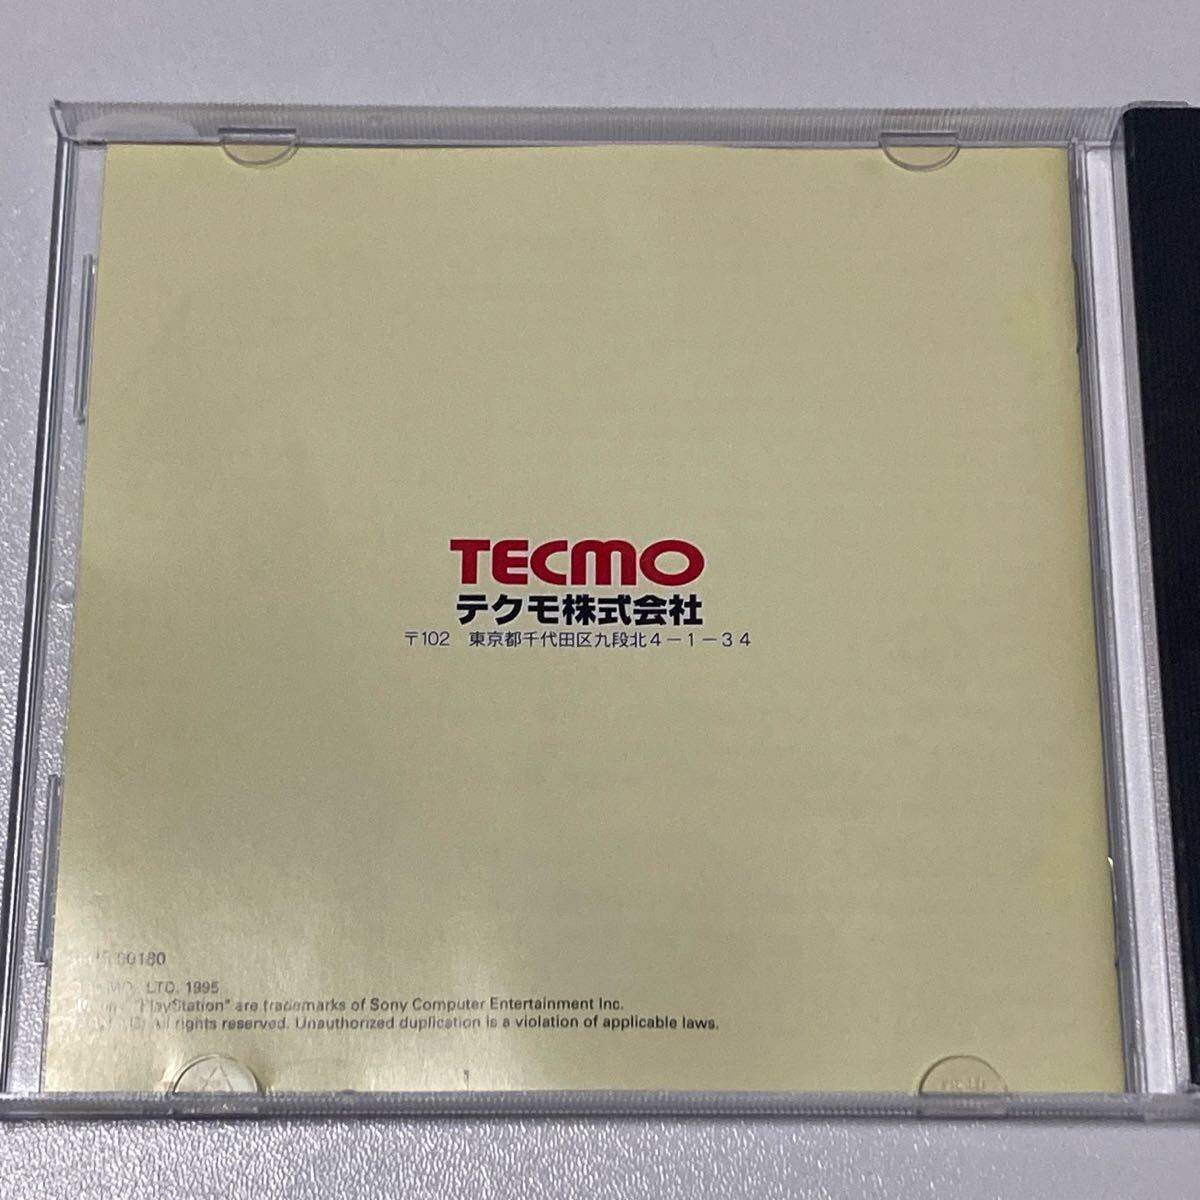 TECMO
テクモ株式会社
〒102 東京都千代田区九段北4-1-34
00180
LTD. 1995
"PlayStation" are trademarks of Sony Computer Entertainment Inc.
All rights reserved. Unauthorized duplication is a violation of applicable laws.